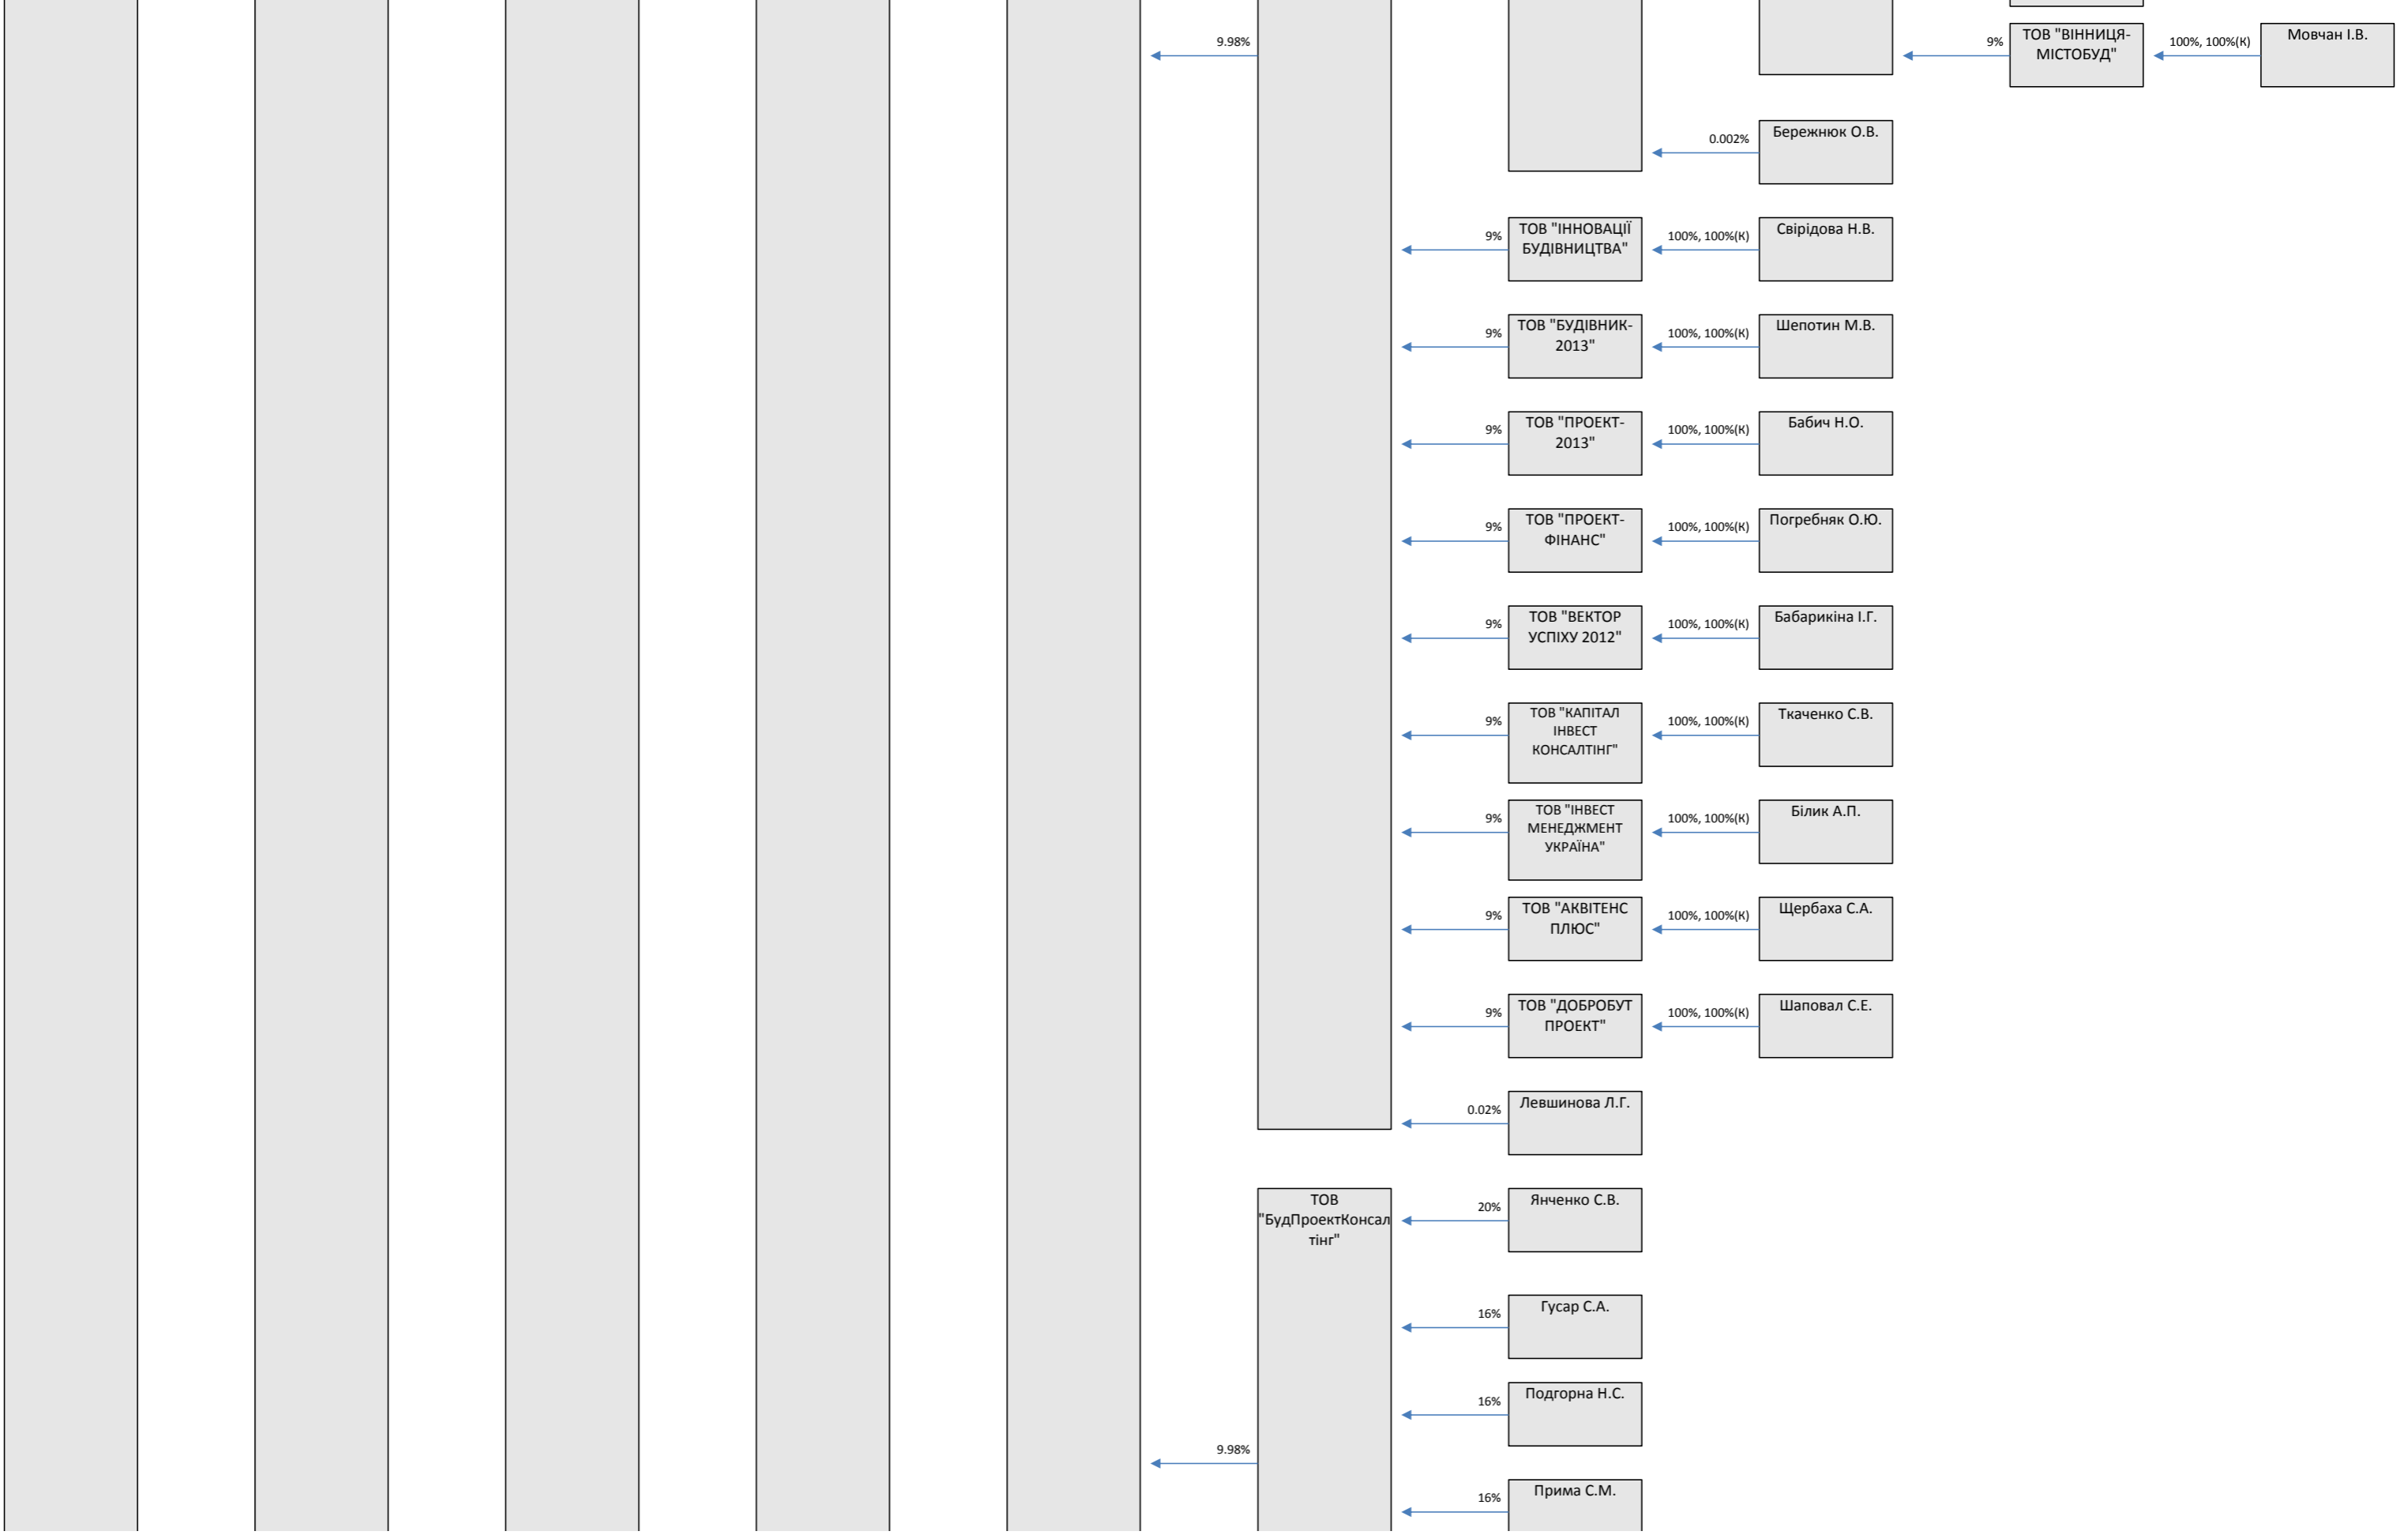 9.98%
9%
ТОВ "ВІННИЦЯ-
МІСТОБУД"
100%, 100%(К)
Мовчан І.В.
0.002%
Бережнюк О.В.
9%
ТОВ "ІННОВАЦІЇ
БУДІВНИЦТВА"
100%, 100%(К)
Свірідова Н.В.
9%
ТОВ "БУДІВНИК-
2013"
100%, 100%(К)
Шепотин М.В.
9%
ТОВ "ПРОЕКТ-
2013"
100%, 100%(К)
Бабич Н.О.
9%
ТОВ "ПРОЕКТ-
ФІНАНС"
100%, 100%(К)
Погребняк О.Ю.
9%
ТОВ "ВЕКТОР
УСПІХУ 2012"
100%, 100%(К)
Бабарикіна І.Г.
9%
ТОВ "КАПІТАЛ
ІНВЕСТ
КОНСАЛТІНГ"
100%, 100%(К)
Ткаченко С.В.
9%
ТОВ "ІНВЕСТ
МЕНЕДЖМЕНТ
УКРАЇНА"
100%, 100%(К)
Білик А.П.
9%
ТОВ "АКВІТЕНС
ПЛЮС"
100%, 100%(К)
Щербаха С.А.
9%
ТОВ "ДОБРОБУТ
ПРОЕКТ"
100%, 100%(К)
Шаповал С.Е.
0.02%
Левшинова Л.Г.
ТОВ
"БудПроектКонсал
тінг"
20%
Янченко С.В.
16%
Гусар С.А.
16%
Подгорна Н.С.
9.98%
16%
Прима С.М.